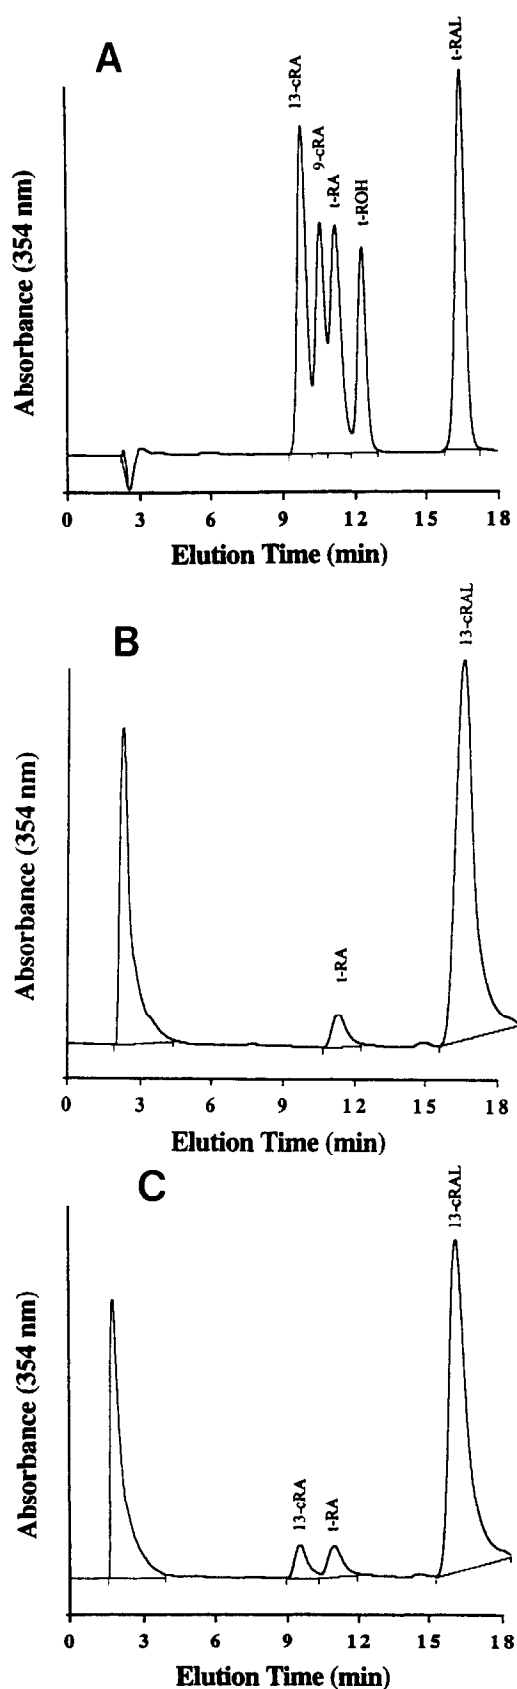 A
13-cRA
9-cRA
t-RA
t-ROH
t-RAL
Absorbance (354 nm)
0 3 6 9 12 15 18
Elution Time (min)
B
t-RA
13-cRAL
Absorbance (354 nm)
0 3 6 9 12 15 18
Elution Time (min)
C
13-cRA
t-RA
13-cRAL
Absorbance (354 nm)
0 3 6 9 12 15 18
Elution Time (min)